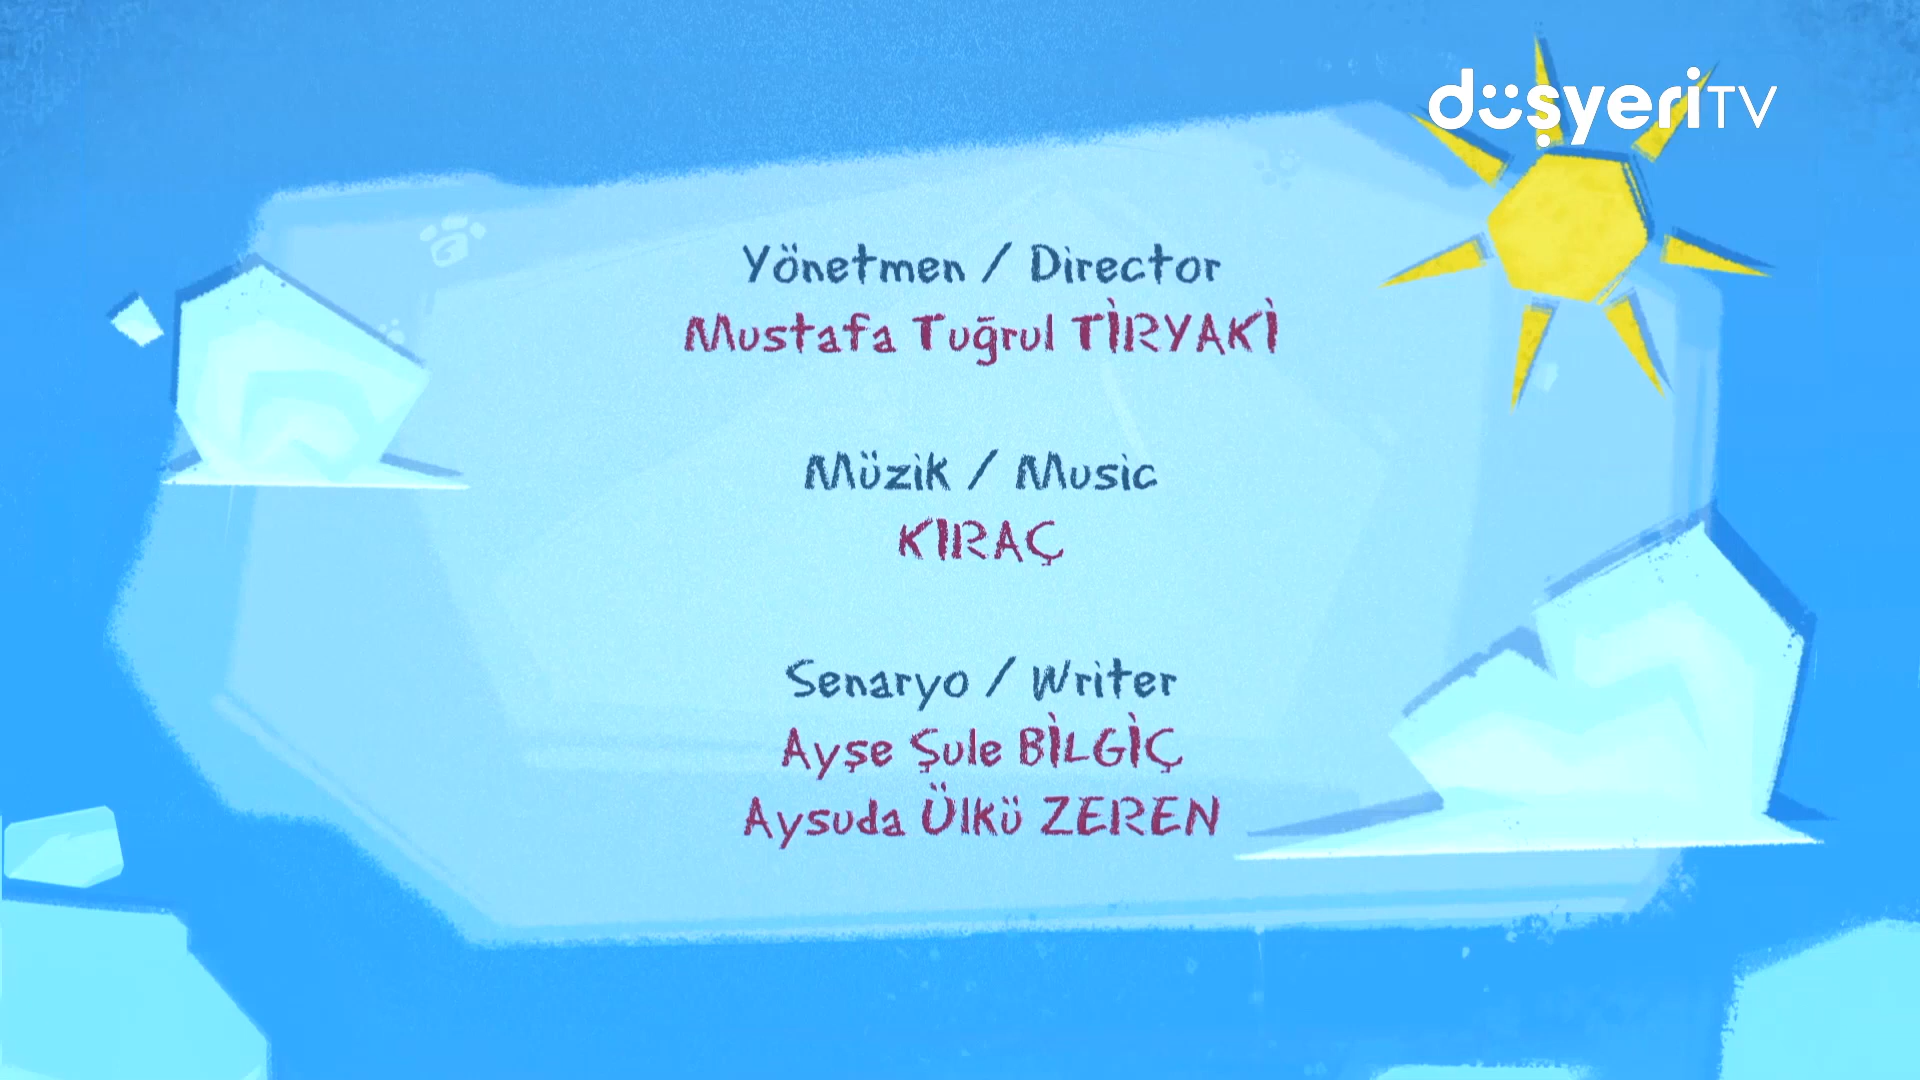 düşyeriTV
Yönetmen / Director
Mustafa Tuğrul TİRYAKİ
Müzik / Music
KIRAÇ
Senaryo / Writer
Ayşe Şule BİLGİÇ
Aysuda Ülkü ZEREN